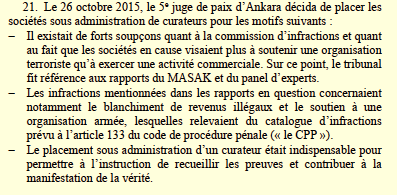 21. Le 26 octobre 2015, le 5e juge de paix d'Ankara décida de placer les
sociétés sous administration de curateurs pour les motifs suivants :
– Il existait de forts soupçons quant à la commission d'infractions et quant
au fait que les sociétés en cause visaient plus à soutenir une organisation
terroriste qu'à exercer une activité commerciale. Sur ce point, le tribunal
fit référence aux rapports du MASAK et du panel d'experts.
– Les infractions mentionnées dans les rapports en question concernaient
notamment le blanchiment de revenus illégaux et le soutien à une
organisation armée, lesquelles relevaient du catalogue d'infractions
prévu à l'article 133 du code de procédure pénale (« le CPP »).
– Le placement sous administration d'un curateur était indispensable pour
permettre à l'instruction de recueillir les preuves et contribuer à la
manifestation de la vérité.